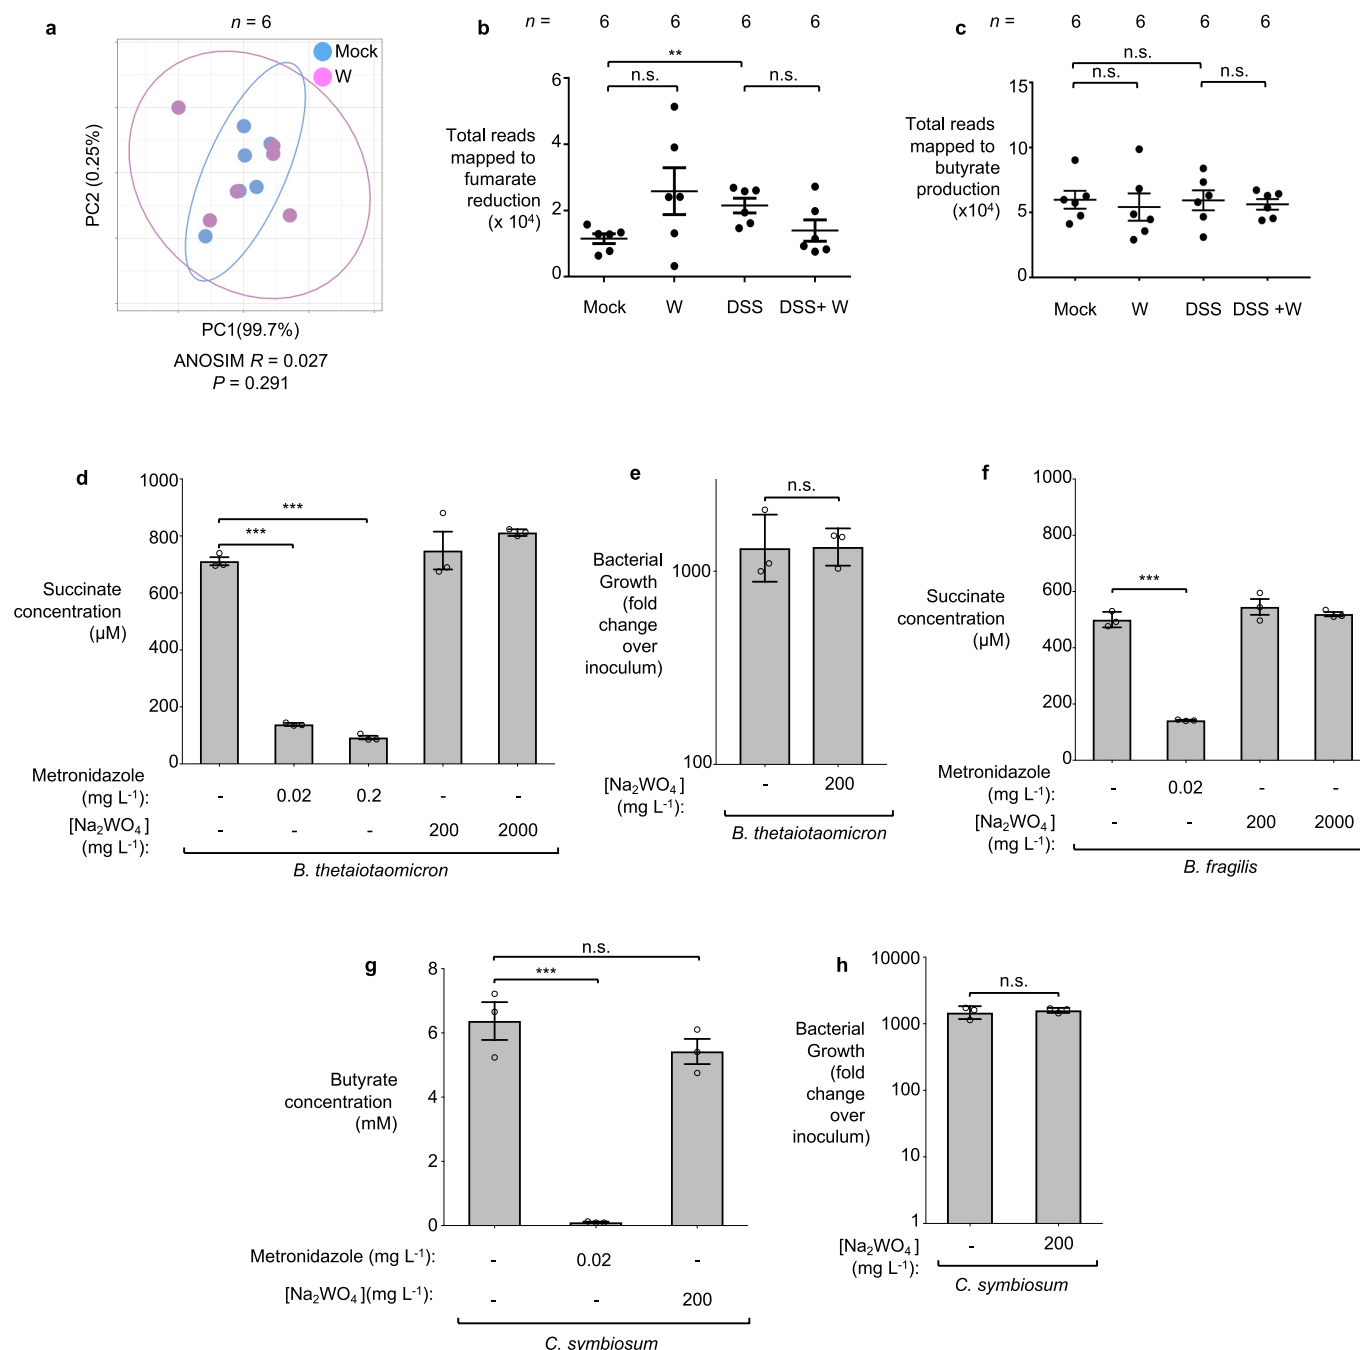 a
n = 6
Mock
W
PC2 (0.25%)
PC1(99.7%)
ANOSIM R = 0.027
P = 0.291
b
n = 6 6 6 6
**
n.s. n.s.
Total reads
mapped to
fumarate
reduction
(x 10⁴)
6
4
2
0
Mock W DSS DSS+ W
c
n = 6 6 6 6
n.s.
n.s. n.s.
Total reads
mapped to
butyrate
production
(x10⁴)
15
10
5
0
Mock W DSS DSS +W
d
1000
800
600
400
200
0
***
***
Succinate
concentration
(µM)
Metronidazole
(mg L⁻¹): - 0.02 0.2 - -
[Na₂WO₄]
(mg L⁻¹): - - - 200 2000
B. thetaiotaomicron
e
n.s.
Bacterial
Growth
(fold
change
over
inoculum)
1000
100
[Na₂WO₄]
(mg L⁻¹): - 200
B. thetaiotaomicron
f
1000
800
600
400
200
0
***
Succinate
concentration
(µM)
Metronidazole
(mg L⁻¹): - 0.02 - -
[Na₂WO₄]
(mg L⁻¹): - - 200 2000
B. fragilis
g
n.s.
***
8
6
4
2
0
Butyrate
concentration
(mM)
Metronidazole (mg L⁻¹): - 0.02 -
[Na₂WO₄](mg L⁻¹): - - 200
C. symbiosum
h
10000
1000
100
10
1
n.s.
Bacterial
Growth
(fold
change
over
inoculum)
[Na₂WO₄]
(mg L⁻¹): - 200
C. symbiosum